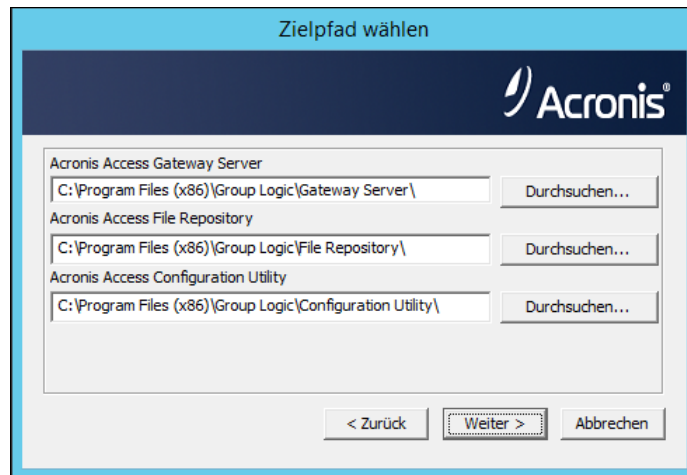 Zielpfad wählen
Acronis®
Acronis Access Gateway Server
C:\Program Files (x86)\Group Logic\Gateway Server\
Durchsuchen...
Acronis Access File Repository
C:\Program Files (x86)\Group Logic\File Repository\
Durchsuchen...
Acronis Access Configuration Utility
C:\Program Files (x86)\Group Logic\Configuration Utility\
Durchsuchen...
< Zurück
Weiter >
Abbrechen